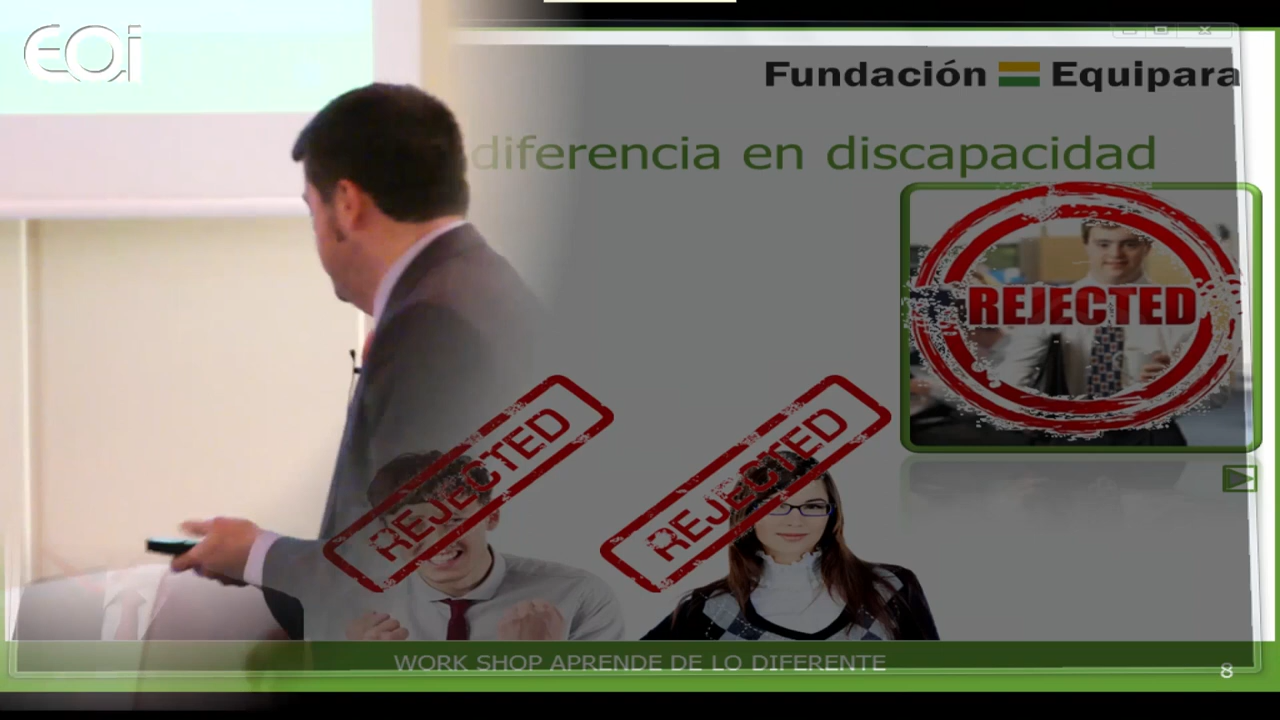 EOi
Fundación Equipara
diferencia en discapacidad
REJECTED
REJECTED
REJECTED
WORK SHOP APRENDE DE LO DIFERENTE
8